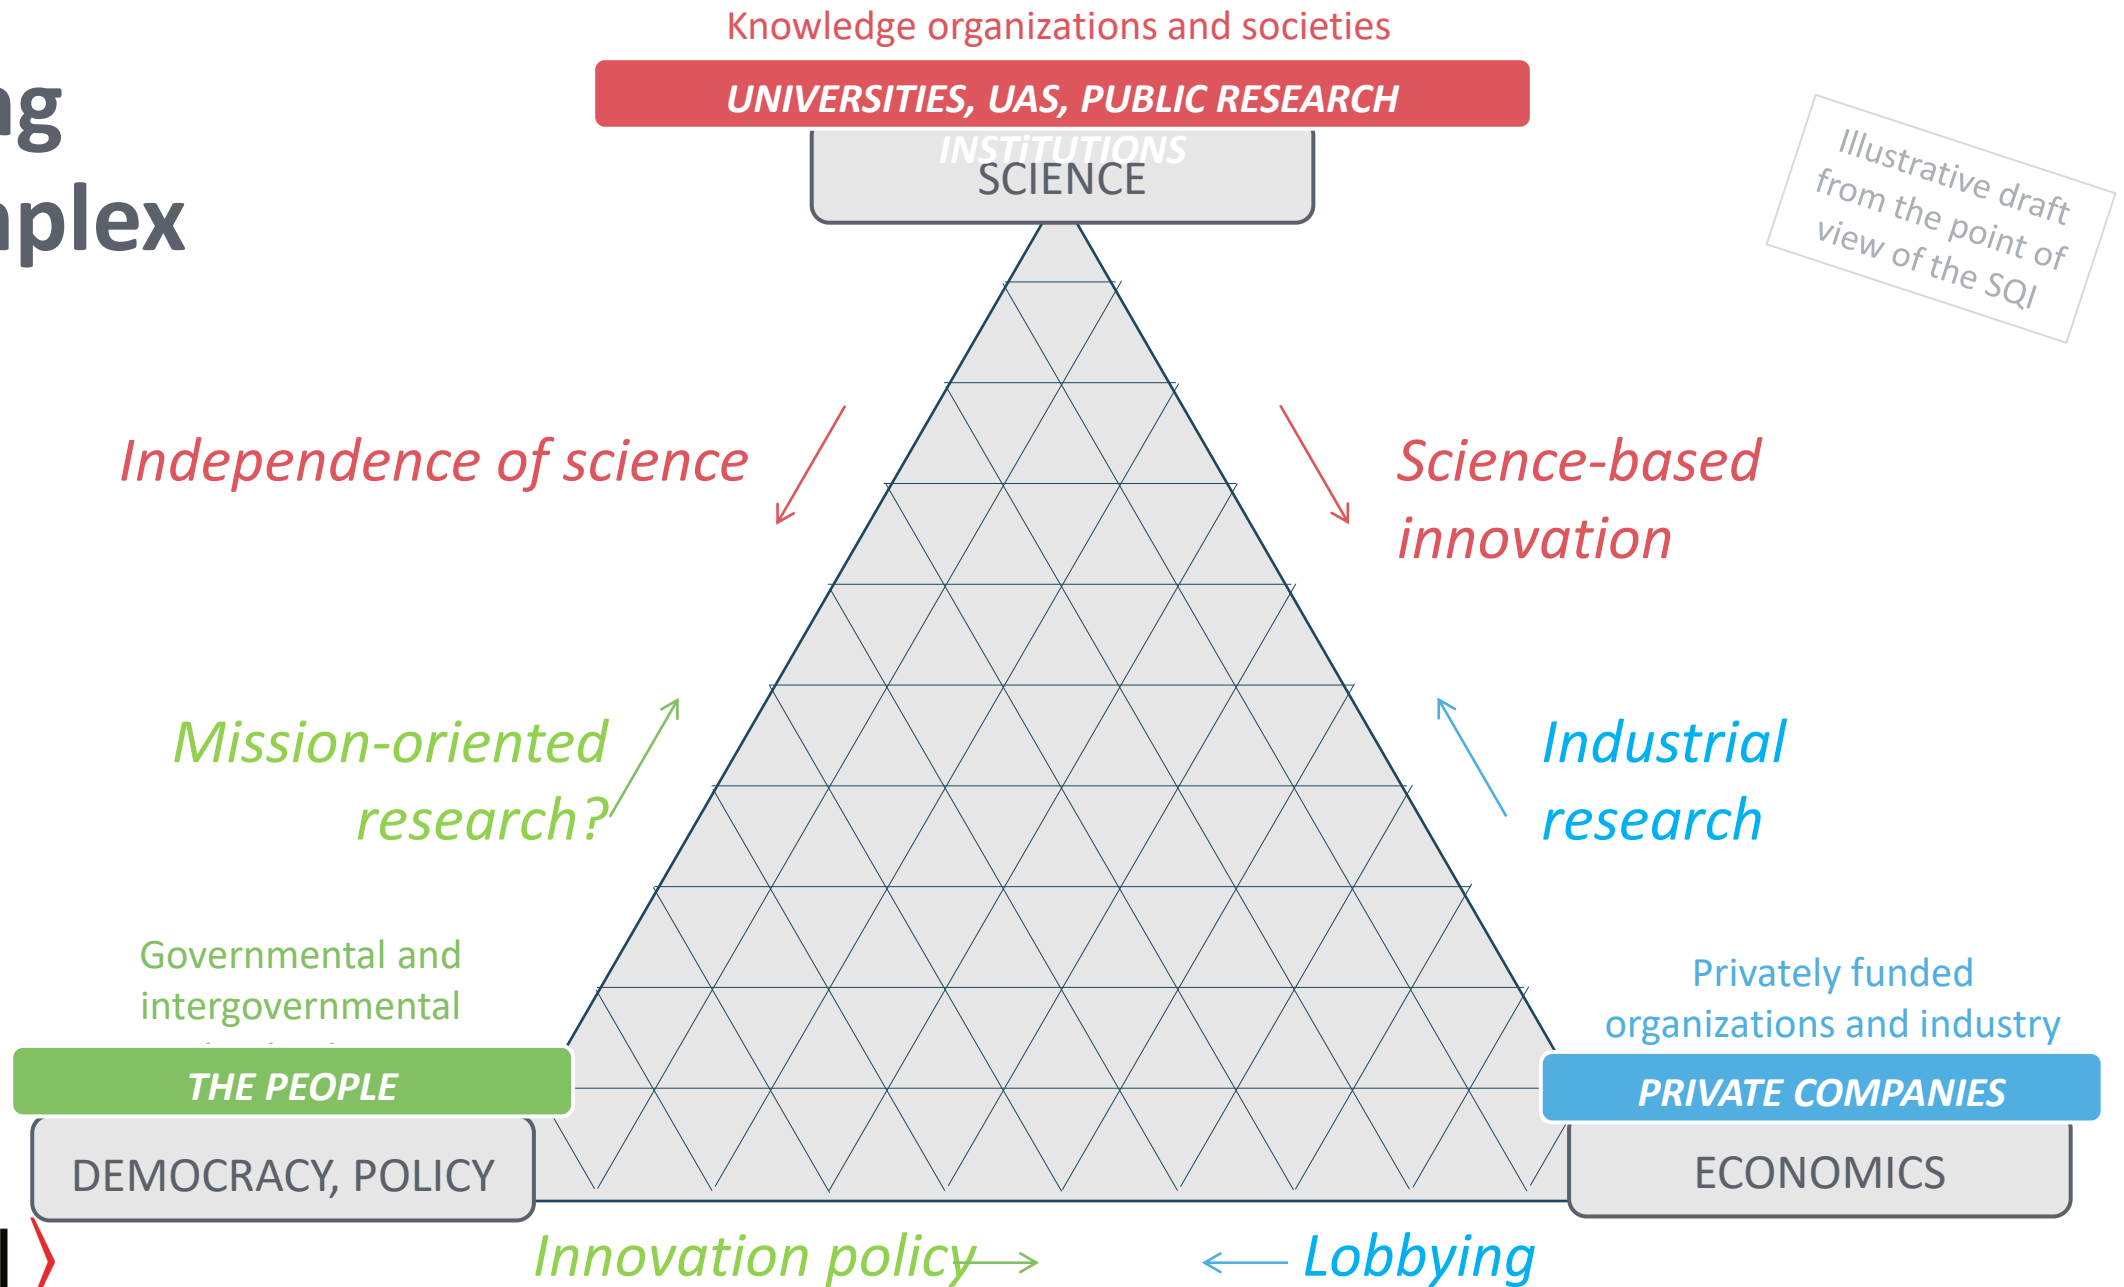 Knowledge organizations and societies
UNIVERSITIES, UAS, PUBLIC RESEARCH
INSTiTUTIONS
SCIENCE
Illustrative draft
from the point of
view of the SQI
Independence of science
Science-based
innovation
Mission-oriented
research?
Industrial
research
Governmental and
intergovernmental
THE PEOPLE
DEMOCRACY, POLICY
Privately funded
organizations and industry
PRIVATE COMPANIES
ECONOMICS
Innovation policy
Lobbying